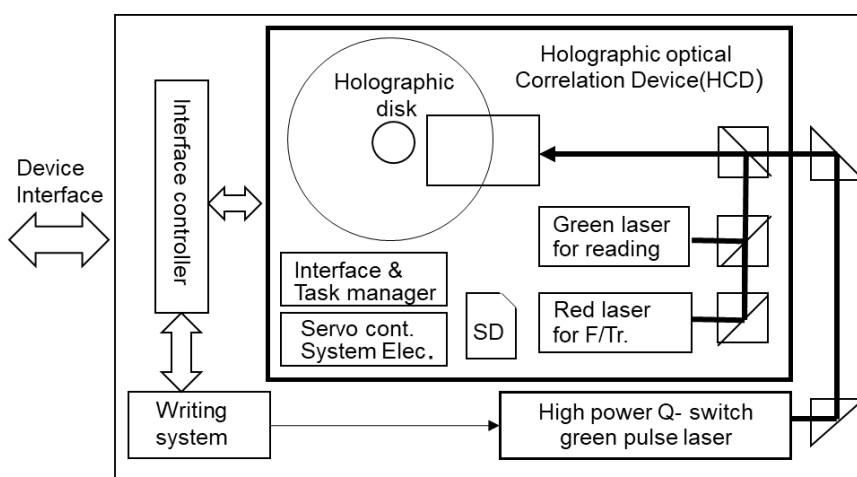 Holographic optical
Correlation Device(HCD)
Holographic
disk
Device
Interface
Interface controller
Green laser
for reading
Interface &
Task manager
Red laser
for F/Tr.
Servo cont.
System Elec.
SD
Writing
system
High power Q- switch
green pulse laser